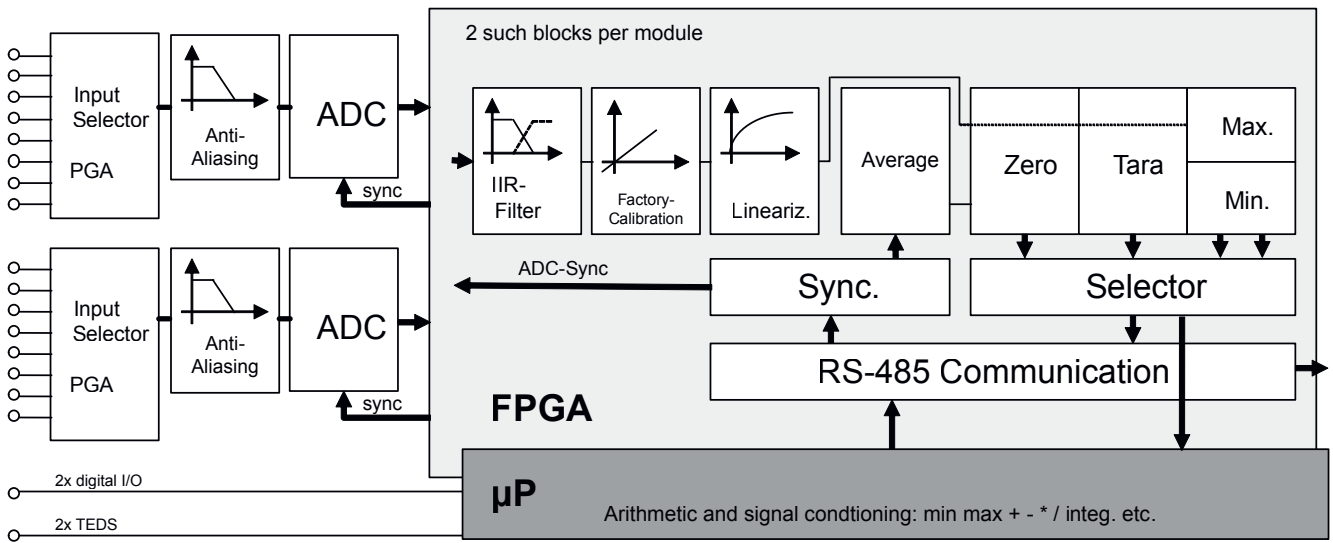 2 such blocks per module
Input
Selector
PGA
Anti-
Aliasing
ADC
sync
IIR-
Filter
Factory-
Calibration
Lineariz.
Average
Zero
Tara
Max.
Min.
Input
Selector
PGA
Anti-
Aliasing
ADC
sync
ADC-Sync
Sync.
Selector
RS-485 Communication
FPGA
2x digital I/O
2x TEDS
µP
Arithmetic and signal condtioning: min max + - * / integ. etc.